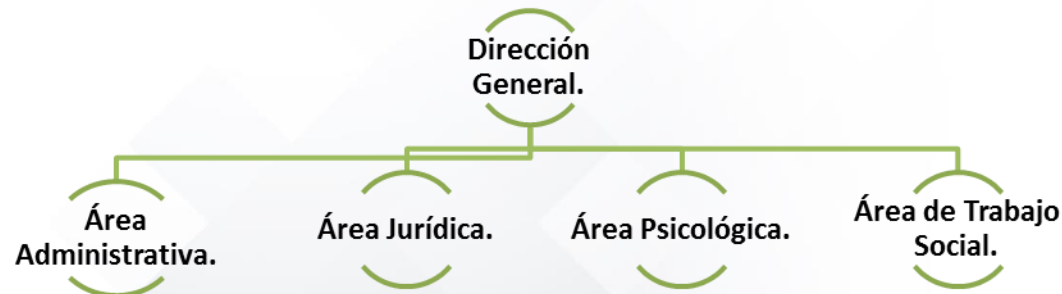 Dirección
General.
Área
Administrativa.
Área Jurídica.
Área Psicológica.
Área de Trabajo
Social.